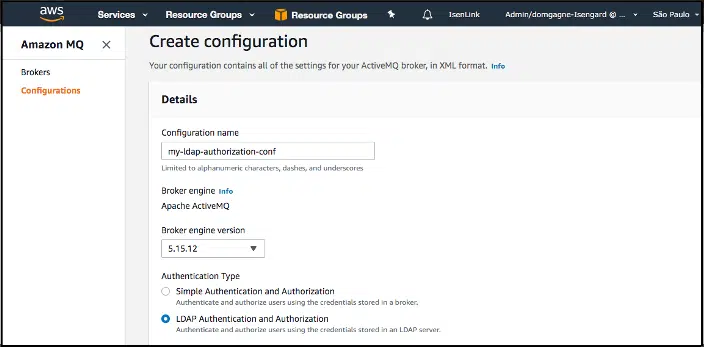 aws
Services
Resource Groups
Resource Groups
IsenLink
Admin/domgagne-Isengard @ ...
São Paulo
Amazon MQ
Brokers
Configurations
Create configuration
Your configuration contains all of the settings for your ActiveMQ broker, in XML format. Info
Details
Configuration name
my-ldap-authorization-conf
Limited to alphanumeric characters, dashes, and underscores
Broker engine Info
Apache ActiveMQ
Broker engine version
5.15.12
Authentication Type
Simple Authentication and Authorization
Authenticate and authorize users using the credentials stored in a broker.
LDAP Authentication and Authorization
Authenticate and authorize users using the credentials stored in an LDAP server.